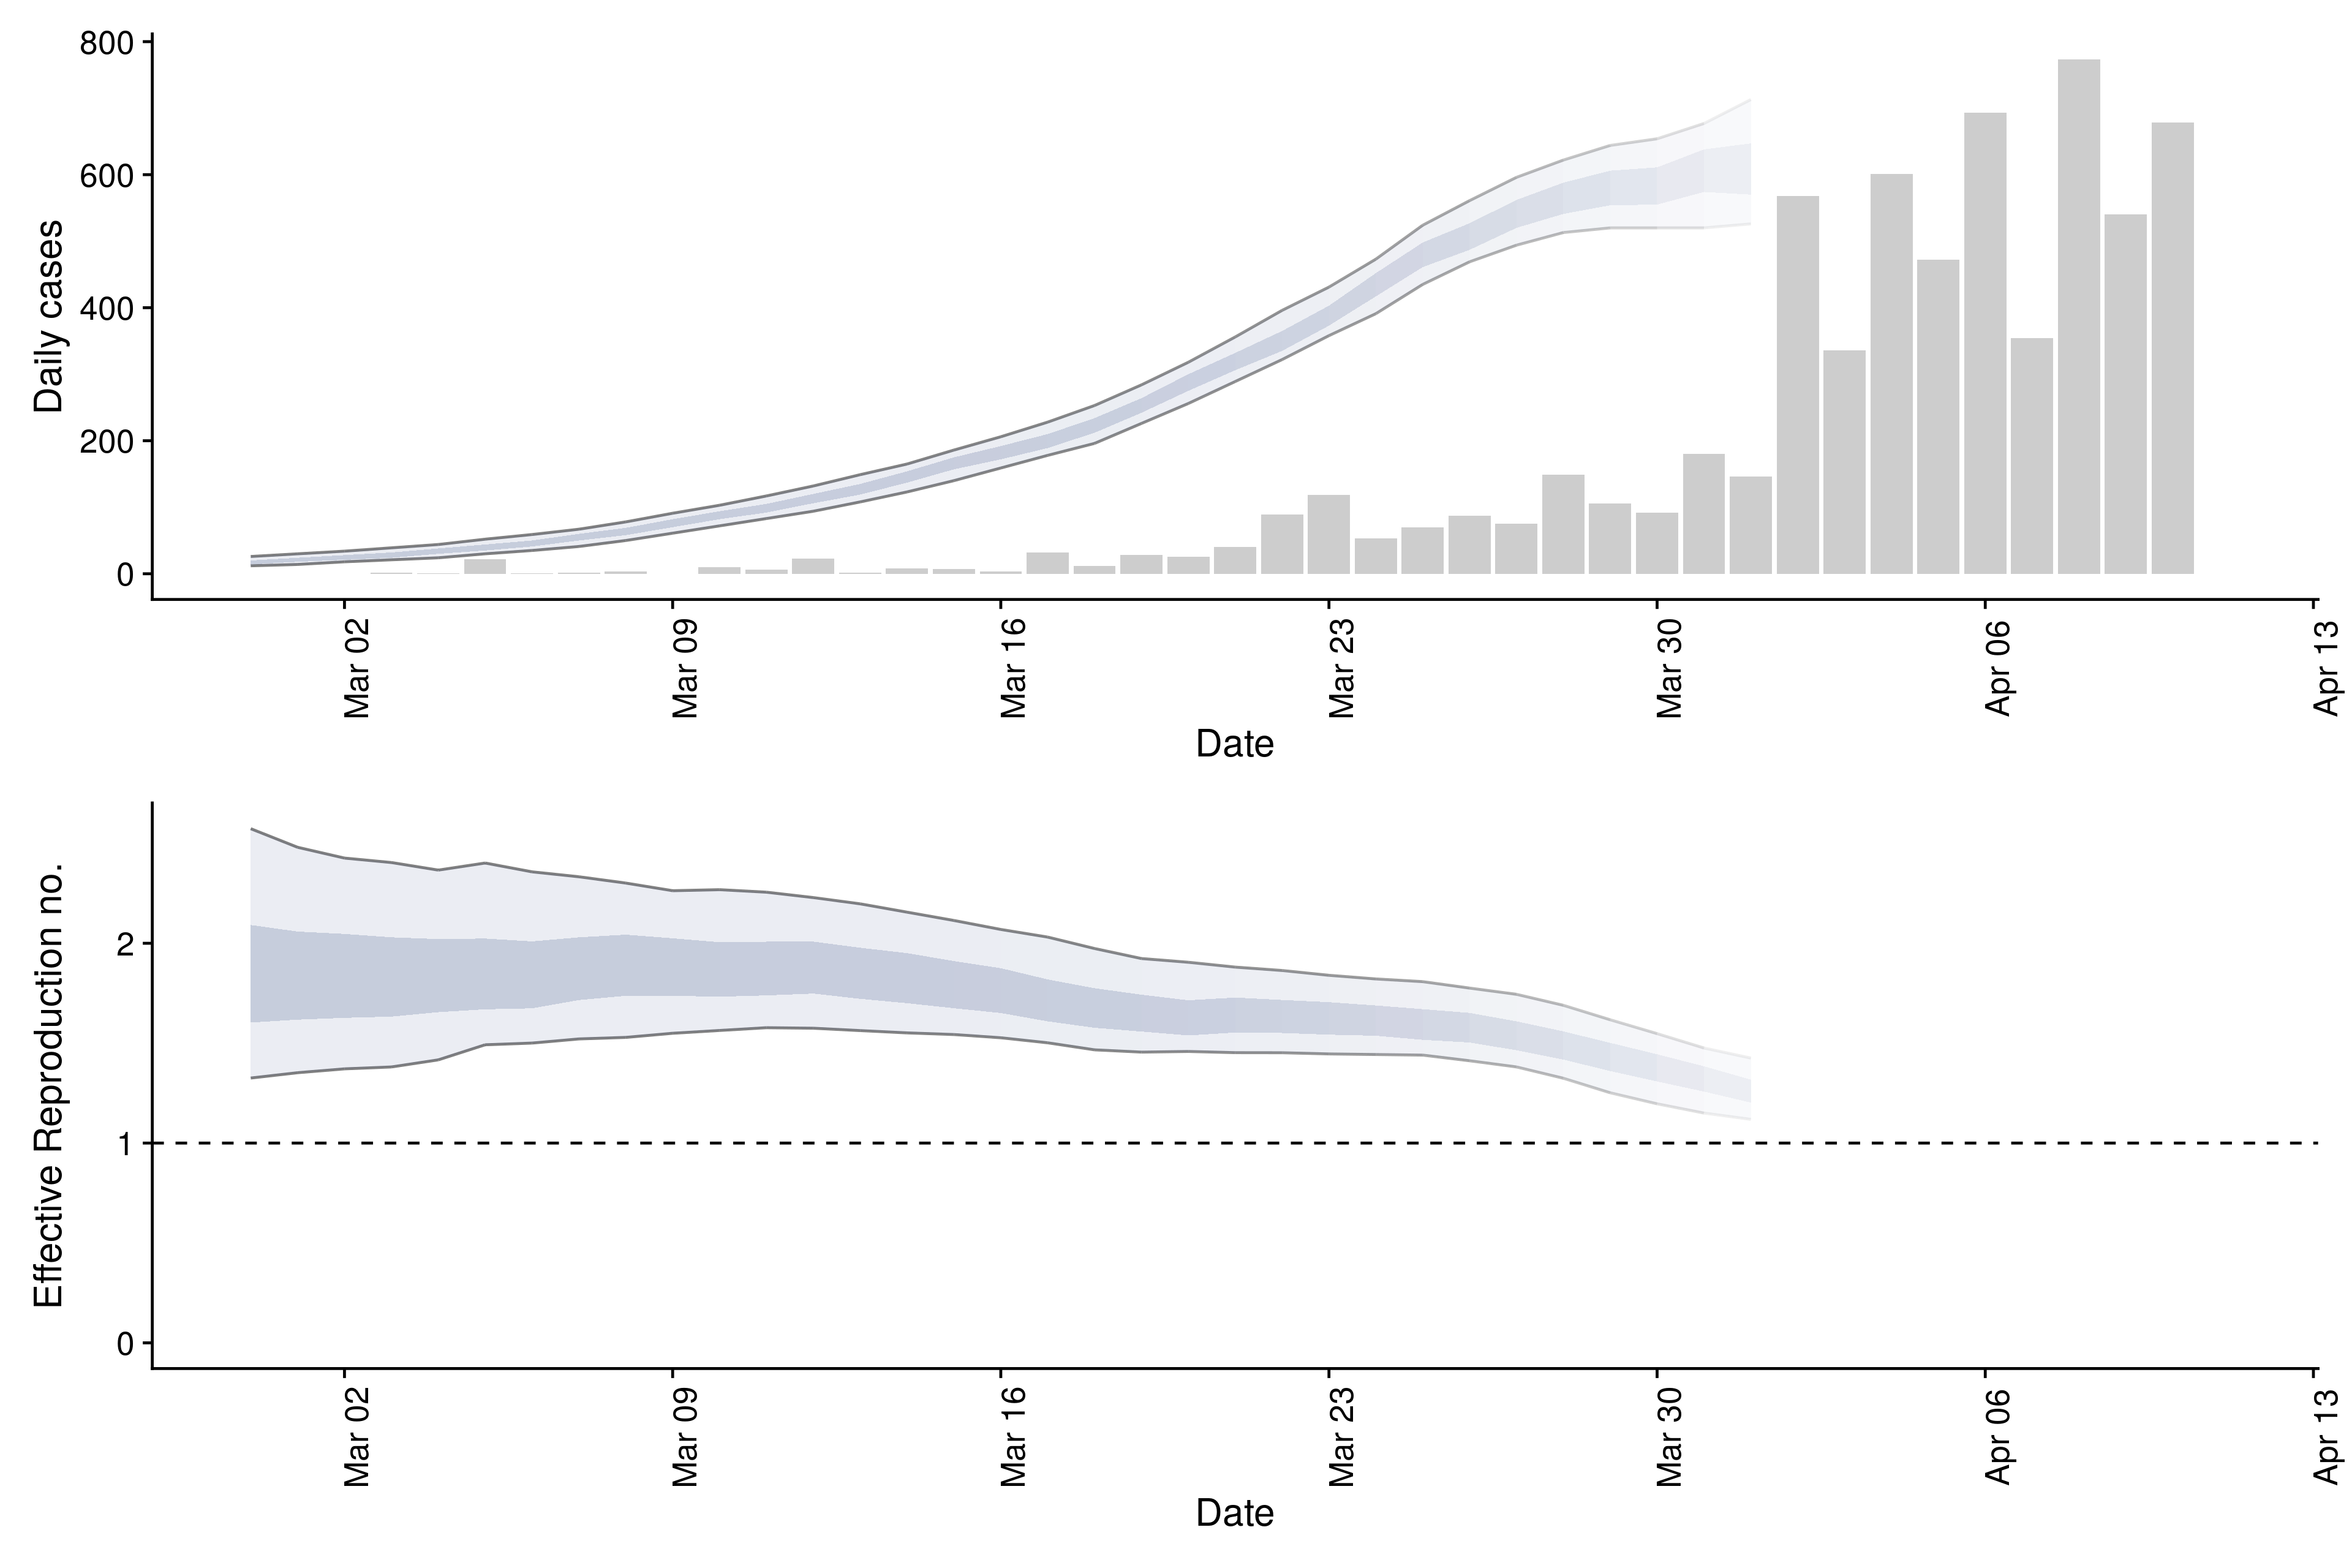 800
600
400
200
0
Daily cases
Mar 02
Mar 09
Mar 16
Mar 23
Mar 30
Apr 06
Apr 13
Date
2
1
0
Effective Reproduction no.
Mar 02
Mar 09
Mar 16
Mar 23
Mar 30
Apr 06
Apr 13
Date